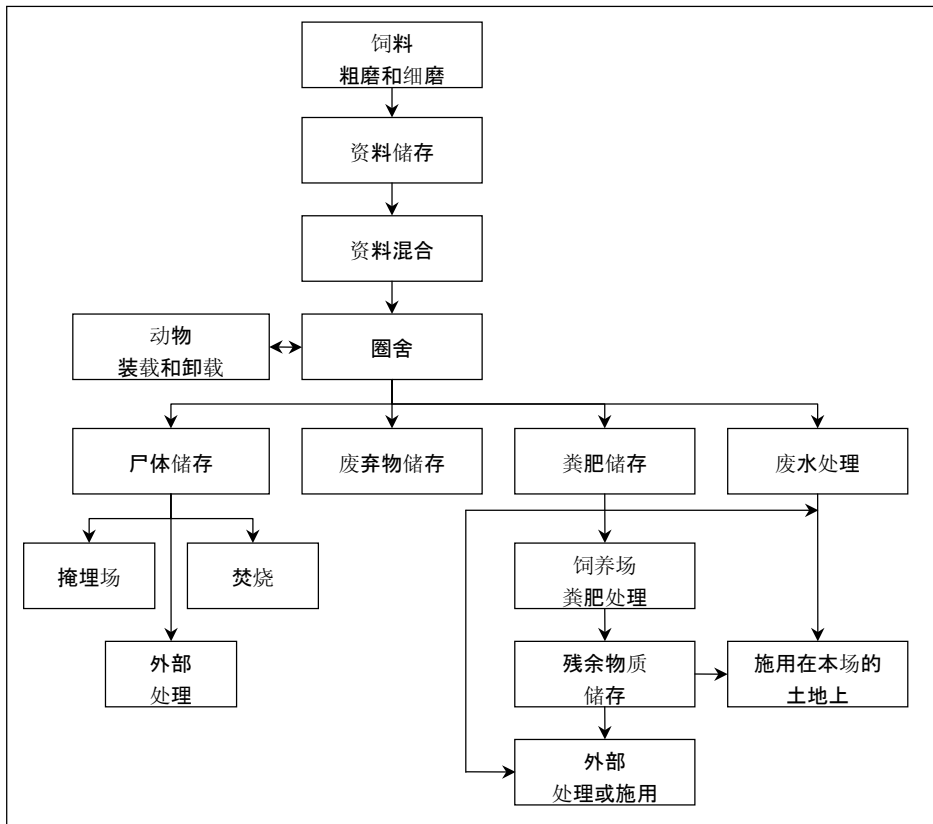 饲料
粗磨和细磨
资料储存
资料混合
动物
装载和卸载
圈舍
尸体储存
废弃物储存
粪肥储存
废水处理
掩埋场
焚烧
饲养场
粪肥处理
外部
处理
残余物质
储存
施用在本场的
土地上
外部
处理或施用